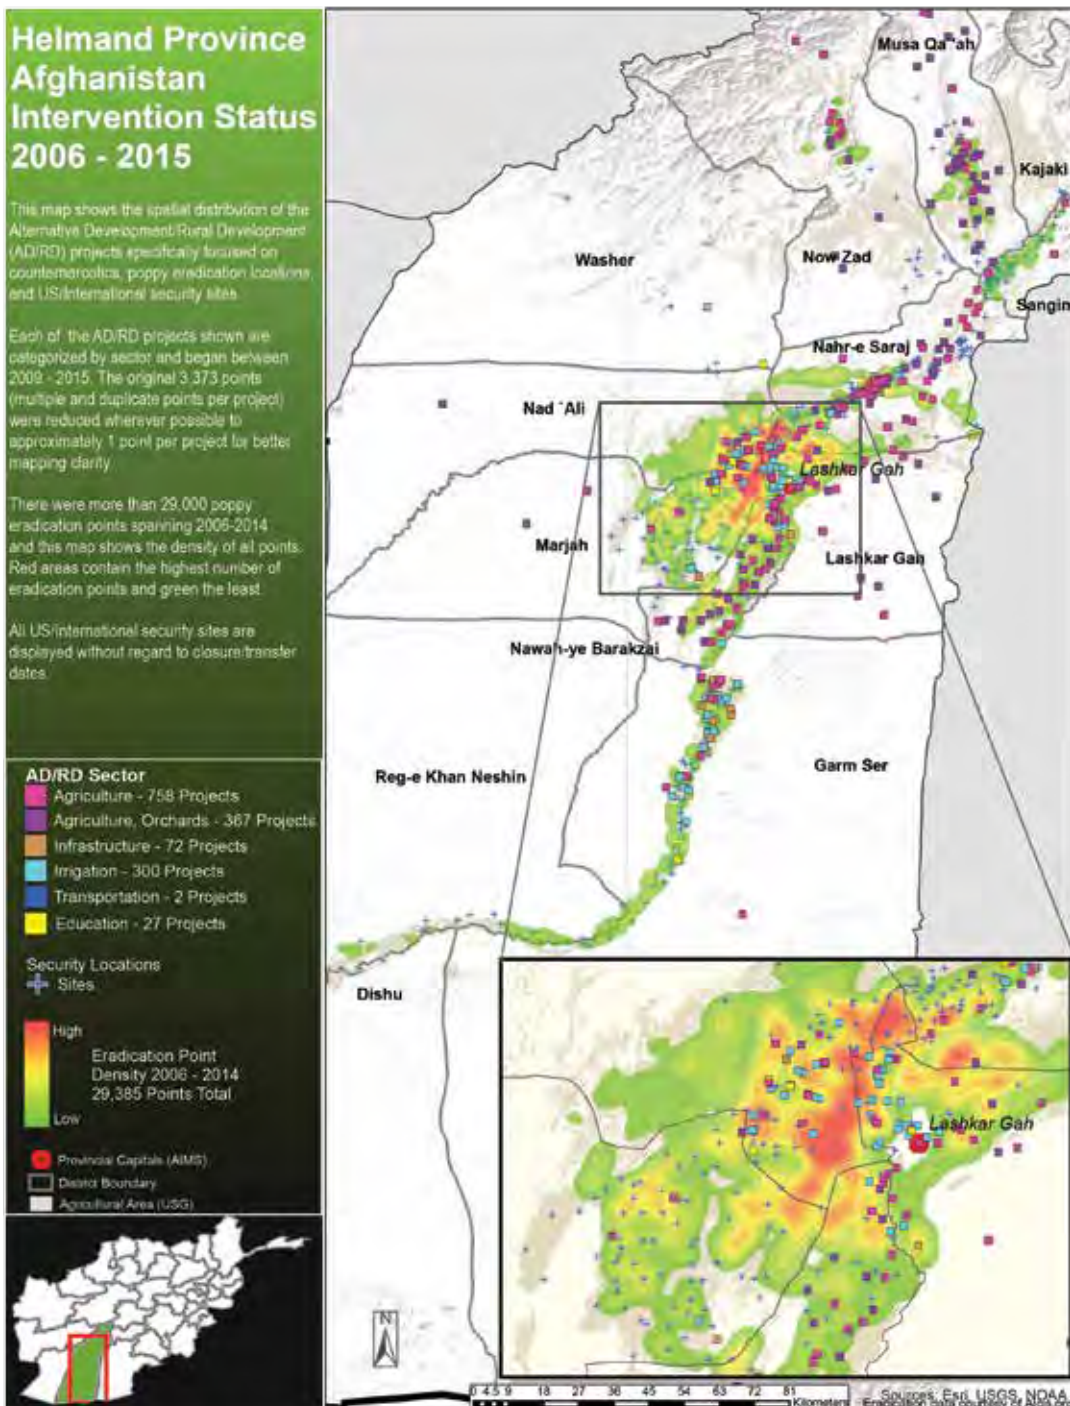 Helmand Province
Afghanistan
Intervention Status
2006 - 2015
This map shows the spatial distribution of the
Alternative Development/Rural Development
(AD/RD) projects specifically focused on
counternarcotics, poppy eradication locations,
and US/International security sites.
Each of the AD/RD projects shown are
categorized by sector and began between
2009 - 2015. The original 3,373 points
(multiple and duplicate points per project)
were reduced wherever possible to
approximately 1 point per project for better
mapping clarity.
There were more than 29,000 poppy
eradication points spanning 2006-2014
and this map shows the density of all points.
Red areas contain the highest number of
eradication points and green the least.
All US/International security sites are
displayed without regard to closure/transfer
dates.
AD/RD Sector
Agriculture - 758 Projects
Agriculture, Orchards - 367 Projects
Infrastructure - 72 Projects
Irrigation - 300 Projects
Transportation - 2 Projects
Education - 27 Projects
Security Locations
Sites
High
Eradication Point
Density 2006 - 2014
29,385 Points Total
Low
Provincial Capitals (AIMS)
District Boundary
Agricultural Area (USG)
Musa Qa
ah
Kajaki
Washer
Now Zad
Sangin
Nahr-e Saraj
Nad `Ali
Lashkar Gah
Marjah
Lashkar Gah
Nawah-ye Barakzai
Reg-e Khan Neshin
Garm Ser
Dishu
Lashkar Gah
N
0 4.5 9 18 27 36 45 54 63 72 81
Kilometers
Sources: Esri, USGS, NOAA
Eradication data courtesy of